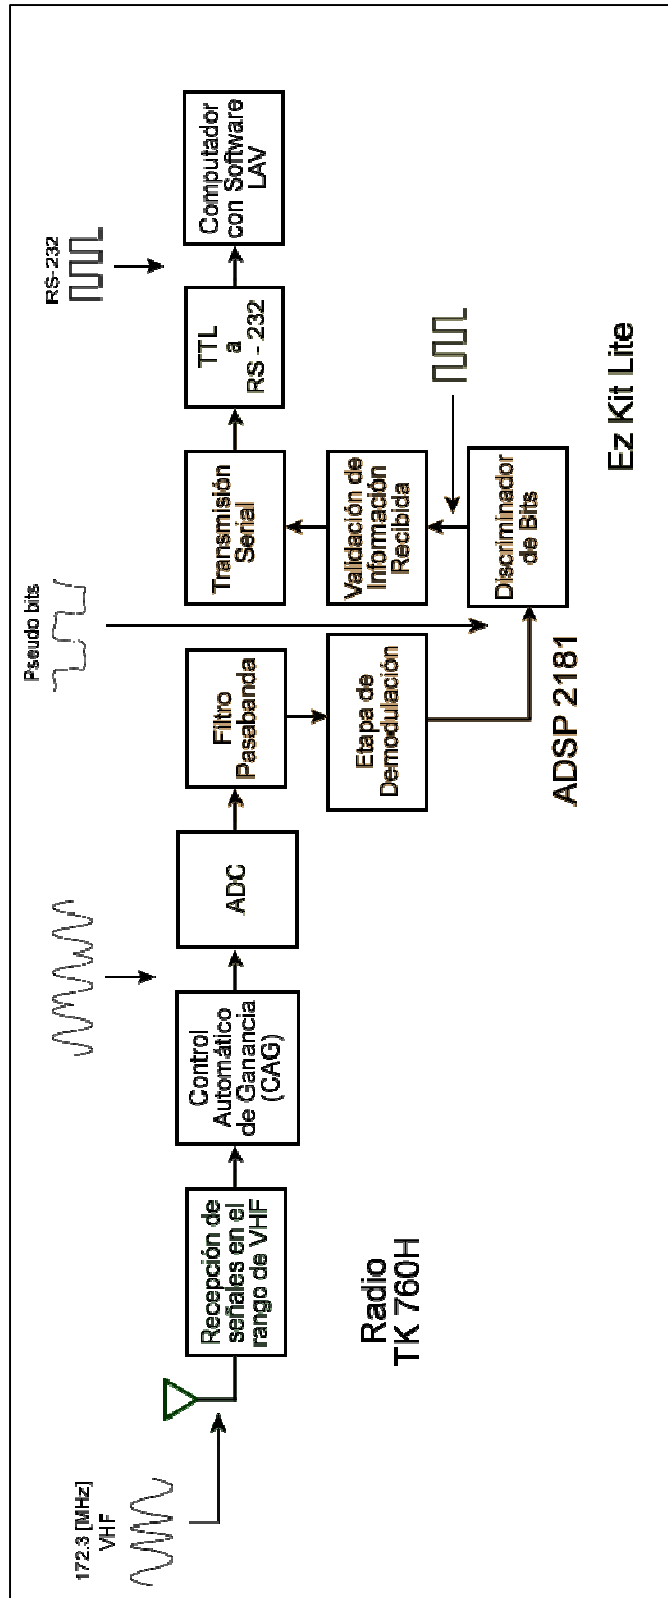 172.3 [MHz]
VHF
Recepción de
señales en el
rango de VHF
Radio
TK 760H
Control
Automático
de Ganancia
(CAG)
ADC
Filtro
Pasabanda
Etapa de
Demodulación
Pseudo bits
ADSP 2181
Discriminador
de Bits
Validación de
Información
Recibida
Transmisión
Serial
TTL
a
RS - 232
RS-232
Computador
con Software
LAV
Ez Kit Lite